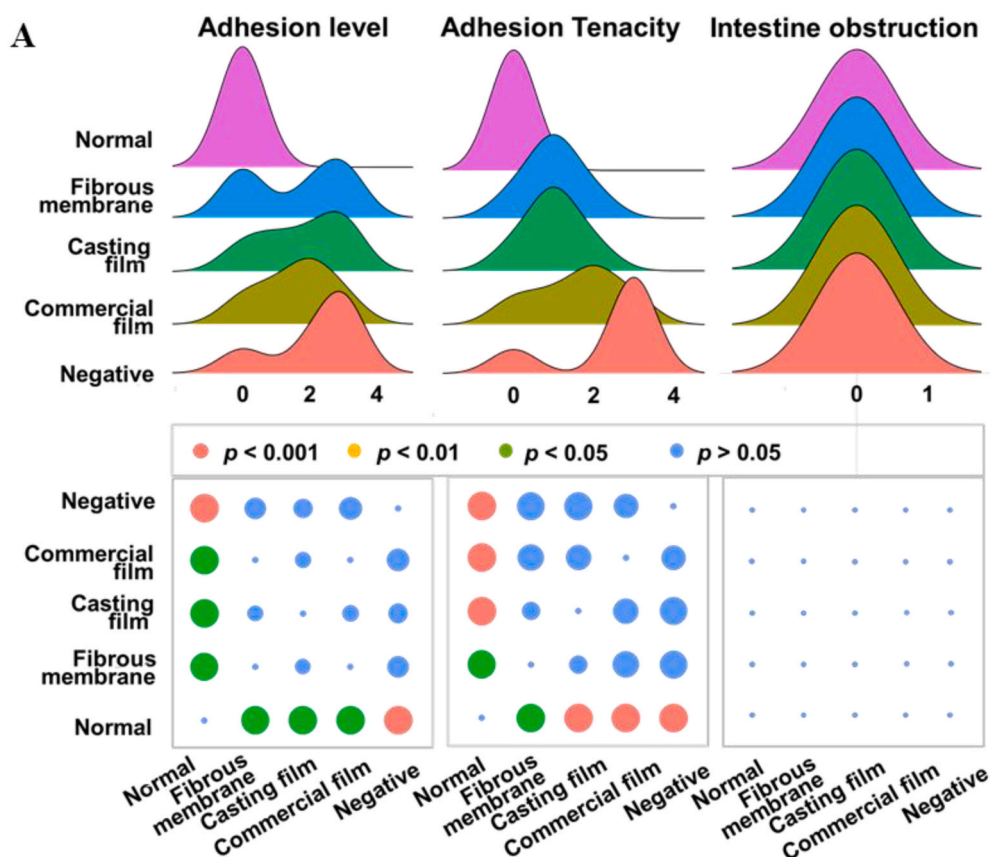 A
Adhesion level
Adhesion Tenacity
Intestine obstruction
Normal
Fibrous
membrane
Casting
film
Commercial
film
Negative
0 2 4
0 2 4
0 1
p < 0.001
p < 0.01
p < 0.05
p > 0.05
Negative
Commercial
film
Casting
film
Fibrous
membrane
Normal
Normal
Fibrous
membrane
Casting film
Commercial film
Negative
Normal
Fibrous
membrane
Casting film
Commercial film
Negative
Normal
Fibrous
membrane
Casting film
Commercial film
Negative